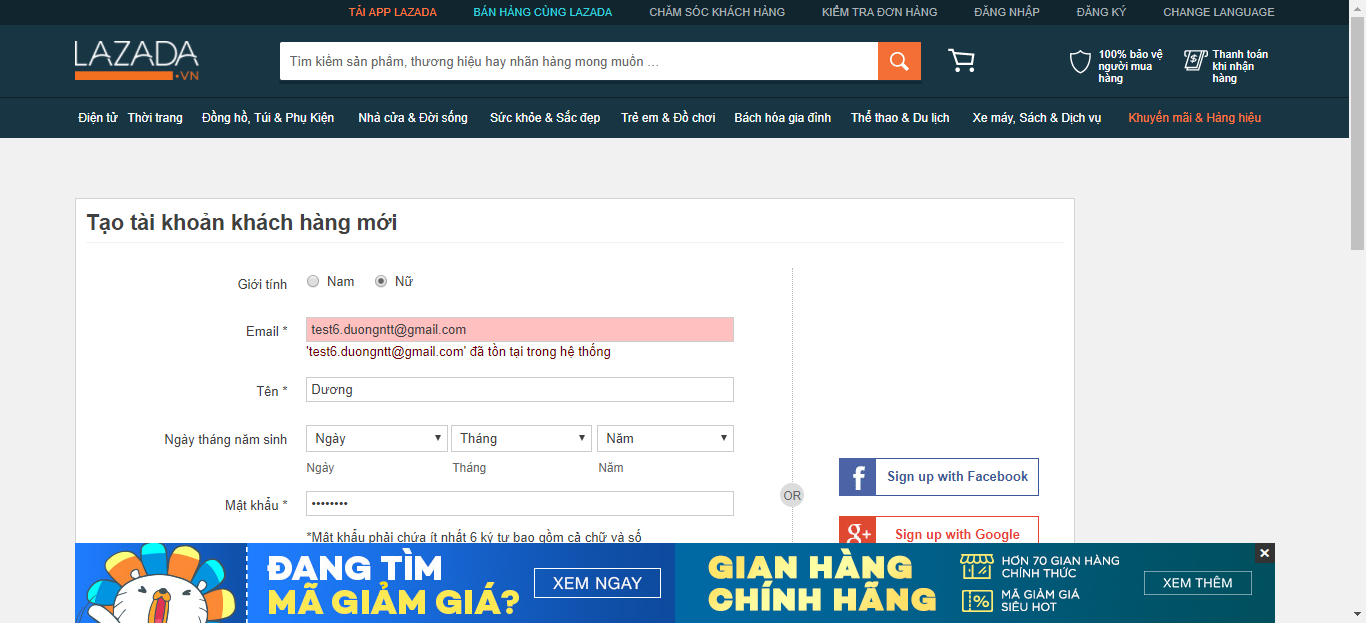 TẢI APP LAZADA BÁN HÀNG CÙNG LAZADA CHĂM SÓC KHÁCH HÀNG KIỂM TRA ĐƠN HÀNG ĐĂNG NHẬP ĐĂNG KÝ CHANGE LANGUAGE
LAZADA
.VN
Tìm kiếm sản phẩm, thương hiệu hay nhãn hàng mong muốn ...
100% bảo vệ
người mua
hàng
Thanh toán
khi nhận
hàng
Điện tử Thời trang Đồng hồ, Túi & Phụ Kiện Nhà cửa & Đời sống Sức khỏe & Sắc đẹp Trẻ em & Đồ chơi Bách hóa gia đình Thể thao & Du lịch Xe máy, Sách & Dịch vụ Khuyến mãi & Hàng hiệu
Tạo tài khoản khách hàng mới
Giới tính Nam Nữ
Email * test6.duongntt@gmail.com
'test6.duongntt@gmail.com' đã tồn tại trong hệ thống
Tên * Dương
Ngày tháng năm sinh Ngày Tháng Năm
Ngày Tháng Năm
Mật khẩu * ••••••••
*Mật khẩu phải chứa ít nhất 6 ký tự bao gồm cả chữ và số
OR
f Sign up with Facebook
g+ Sign up with Google
ĐANG TÌM
MÃ GIẢM GIÁ?
XEM NGAY
GIAN HÀNG
CHÍNH HÃNG
HƠN 70 GIAN HÀNG
CHÍNH THỨC
MÃ GIẢM GIÁ
SIÊU HOT
XEM THÊM